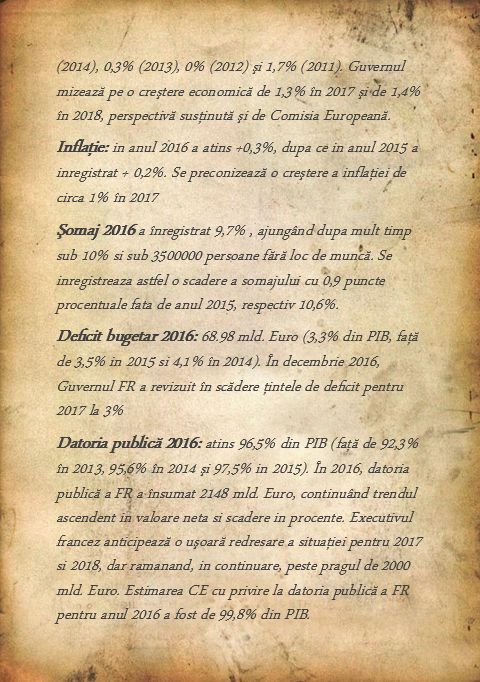 (2014), 0,3% (2013), 0% (2012) şi 1,7% (2011). Guvernul
mizează pe o creştere economică de 1,3% în 2017 şi de 1,4%
în 2018, perspectivă susţinută şi de Comisia Europeană.
Inflaţie: in anul 2016 a atins +0,3%, dupa ce in anul 2015 a
inregistrat + 0,2%. Se preconizează o creştere a inflaţiei de
circa 1% în 2017
Şomaj 2016 a înregistrat 9,7% , ajungând dupa mult timp
sub 10% si sub 3500000 persoane fără loc de muncă. Se
inregistreaza astfel o scadere a somajului cu 0,9 puncte
procentuale fata de anul 2015, respectiv 10,6%.
Deficit bugetar 2016: 68.98 mld. Euro (3,3% din PIB, faţă
de 3,5% in 2015 si 4,1% în 2014). În decembrie 2016,
Guvernul FR a revizuit în scădere ţintele de deficit pentru
2017 la 3%
Datoria publică 2016: atins 96,5% din PIB (faţă de 92,3%
în 2013, 95,6% în 2014 şi 97,5% in 2015). În 2016, datoria
publică a FR a însumat 2148 mld. Euro, continuând trendul
ascendent in valoare neta si scadere in procente. Executivul
francez anticipează o uşoară redresare a situaţiei pentru 2017
si 2018, dar ramanand, in continuare, peste pragul de 2000
mld. Euro. Estimarea CE cu privire la datoria publică a FR
pentru anul 2016 a fost de 99,8% din PIB.